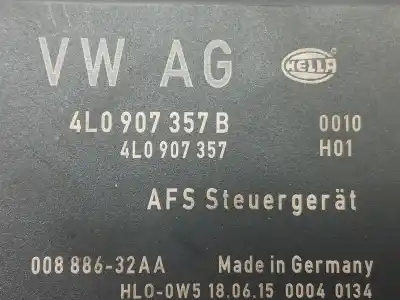 VW AG HELLA
4L0 907 357 B 0010
4L0 907 357 H01
AFS Steuergerät
008 886-32AA Made in Germany
HLO-0W5 18.06.15 0004 0134